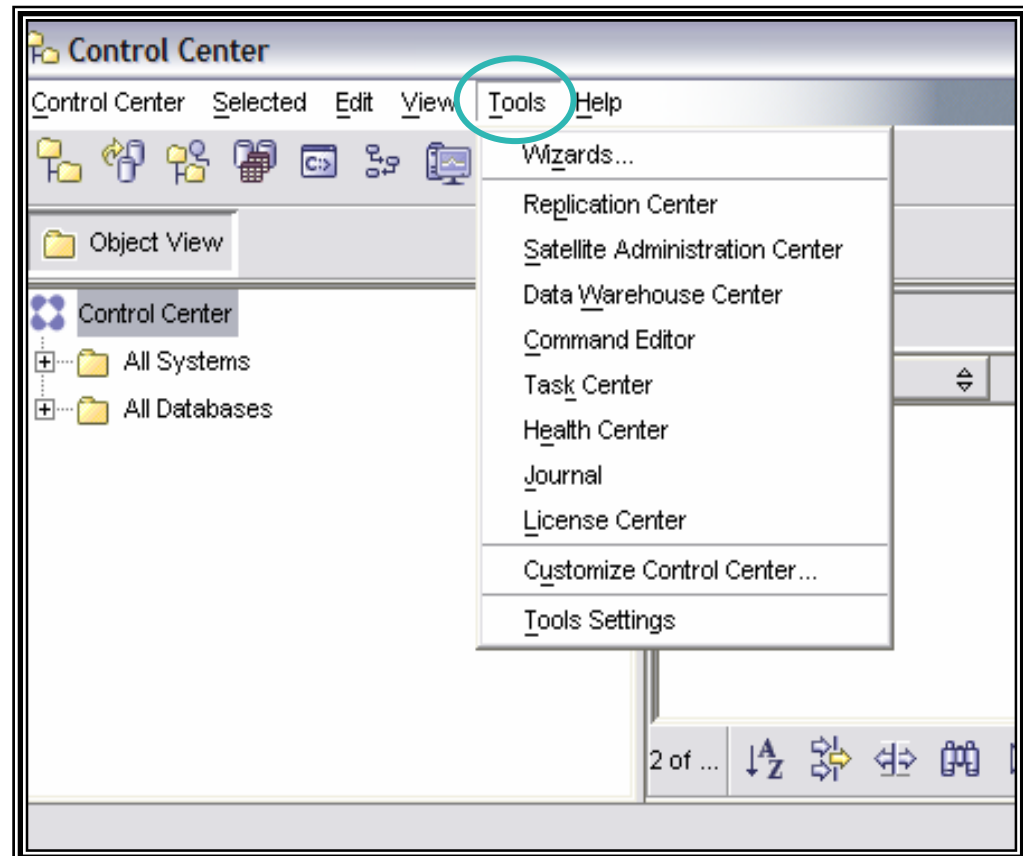 Control Center
Control Center Selected Edit View Tools Help
Wizards...
Replication Center
Satellite Administration Center
Data Warehouse Center
Command Editor
Task Center
Health Center
Journal
License Center
Customize Control Center...
Tools Settings
C:>
Object View
Control Center
All Systems
All Databases
2 of ...
A
Z